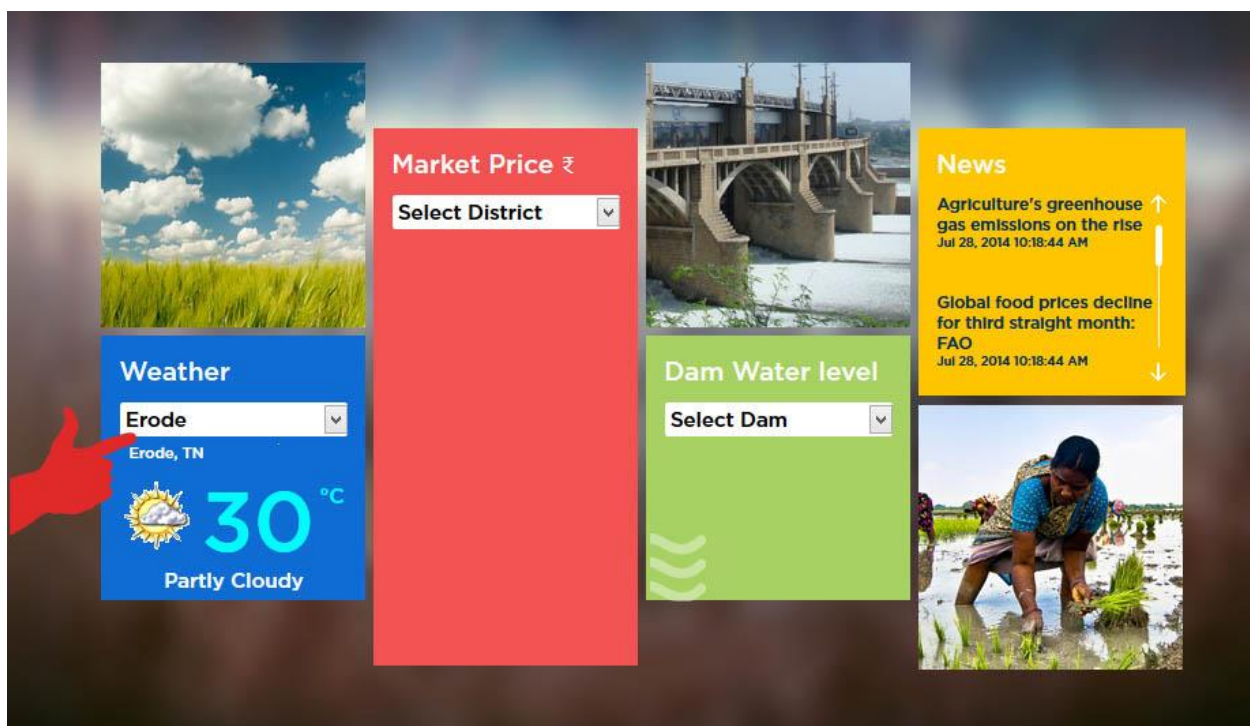 Weather
Erode
Erode, TN
30 °C
Partly Cloudy
Market Price ₹
Select District
Dam Water level
Select Dam
News
Agriculture's greenhouse
gas emissions on the rise
Jul 28, 2014 10:18:44 AM
Global food prices decline
for third straight month:
FAO
Jul 28, 2014 10:18:44 AM